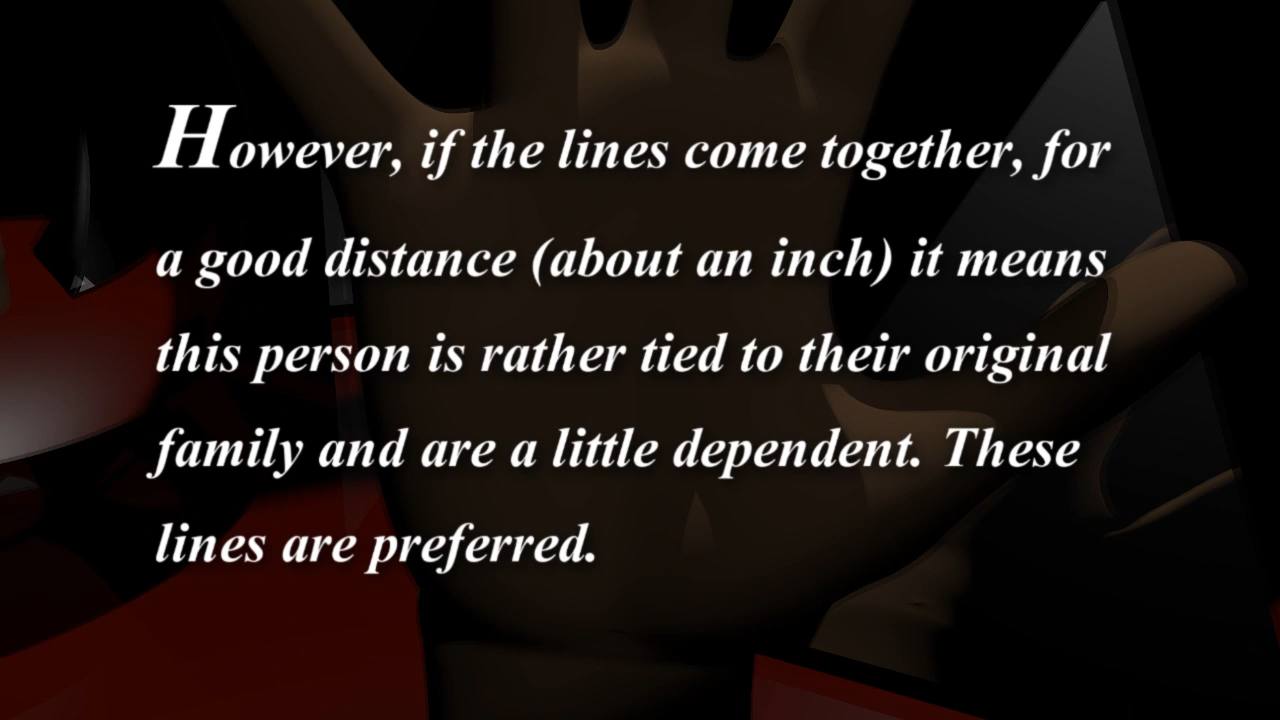 However, if the lines come together, for
a good distance (about an inch) it means
this person is rather tied to their original
family and are a little dependent. These
lines are preferred.